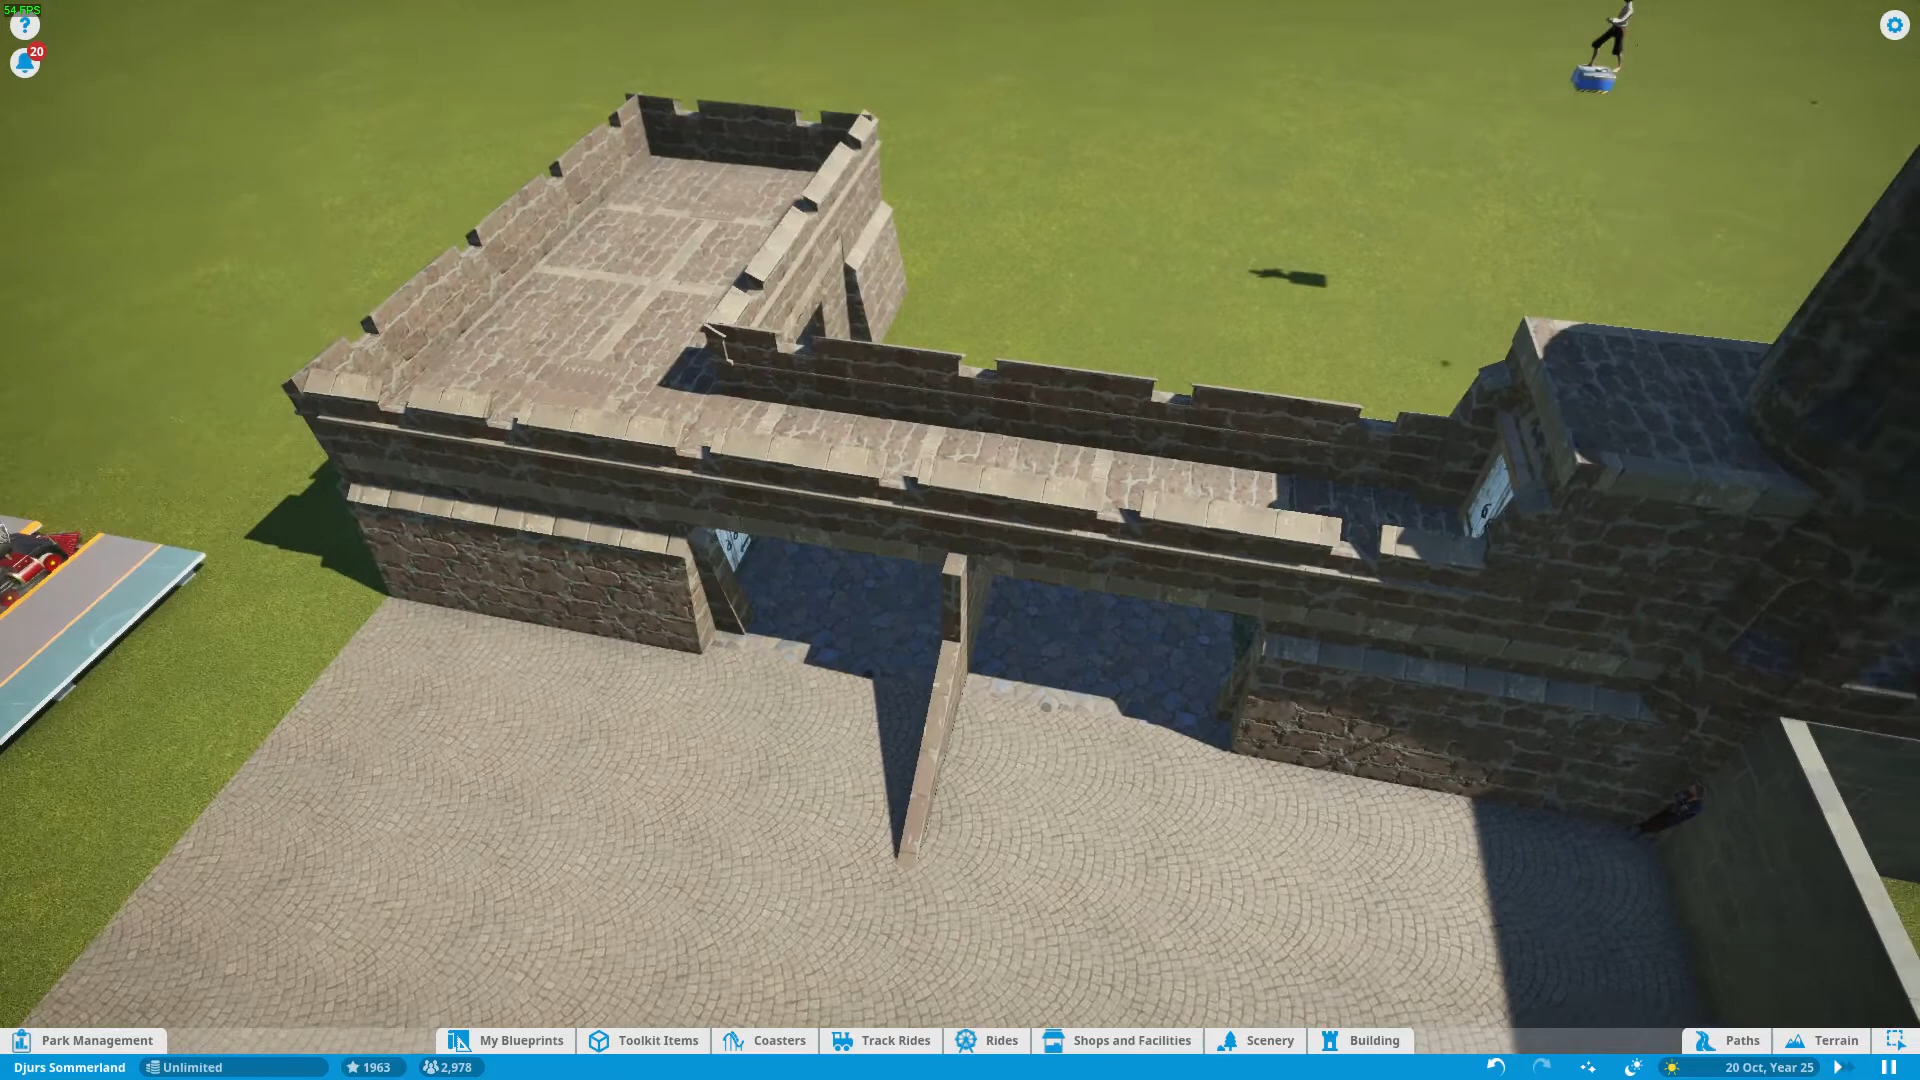 54 FPS
?
20
Park Management
My Blueprints
Toolkit Items
Coasters
Track Rides
Rides
Shops and Facilities
Scenery
Building
Paths
Terrain
Djurs Sommerland
Unlimited
1963
2,978
20 Oct, Year 25